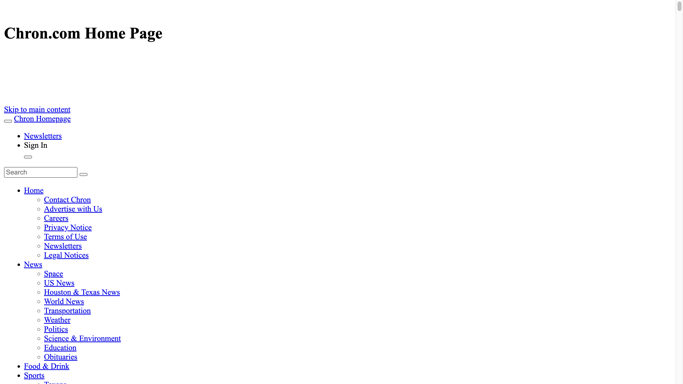 Chron.com Home Page
Skip to main content
Chron Homepage
Newsletters
Sign In
Search
Home
Contact Chron
Advertise with Us
Careers
Privacy Notice
Terms of Use
Newsletters
Legal Notices
News
Space
US News
Houston & Texas News
World News
Transportation
Weather
Politics
Science & Environment
Education
Obituaries
Food & Drink
Sports